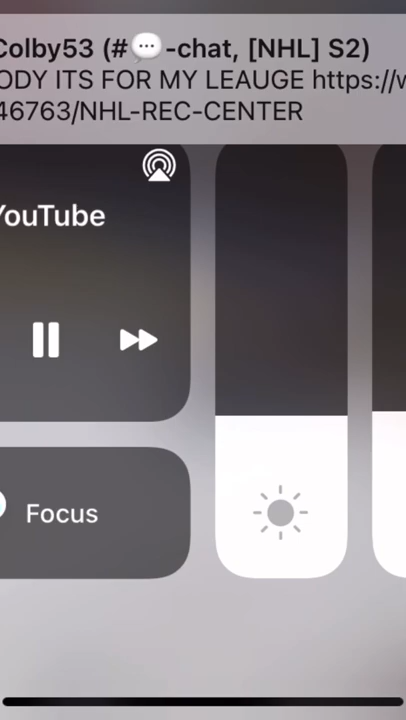 Colby53 (#💬-chat, [NHL] S2)
ODY ITS FOR MY LEAUGE https://w
46763/NHL-REC-CENTER
YouTube
Focus